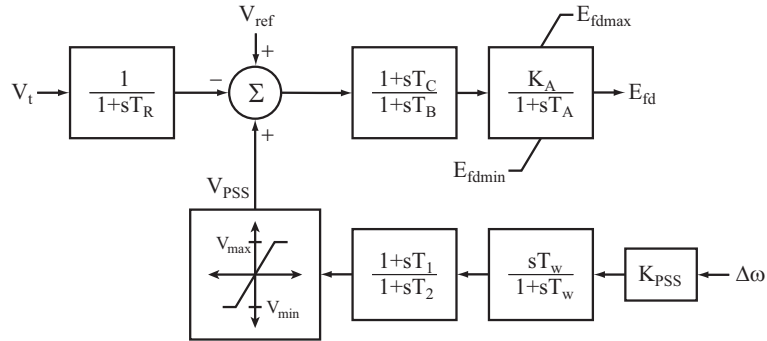 V_ref
E_fdmax
+
V_t
1
1+sT_R
−
Σ
1+sT_C
1+sT_B
K_A
1+sT_A
E_fd
+
E_fdmin
V_PSS
V_max
V_min
1+sT_1
1+sT_2
sT_w
1+sT_w
K_PSS
Δω